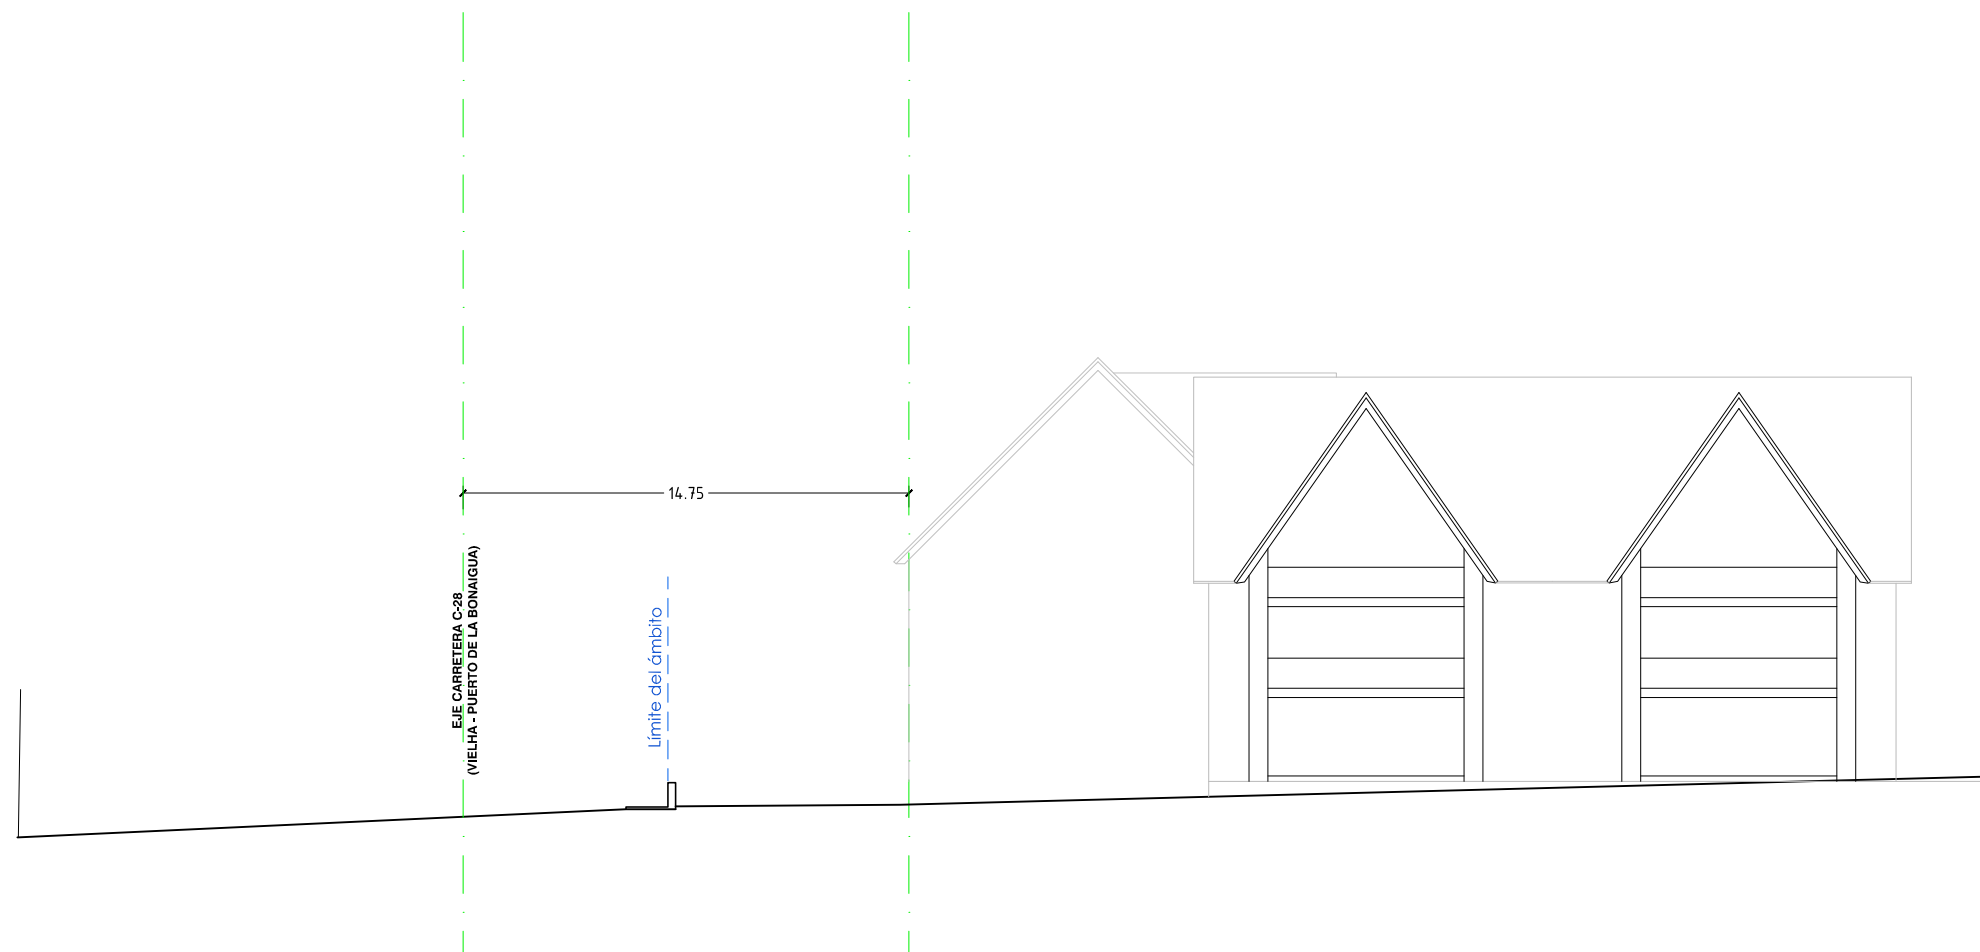 14.75
EJE CARRETERA C-28
(VIELHA - PUERTO DE LA BONAIGUA)
Límite del ámbito